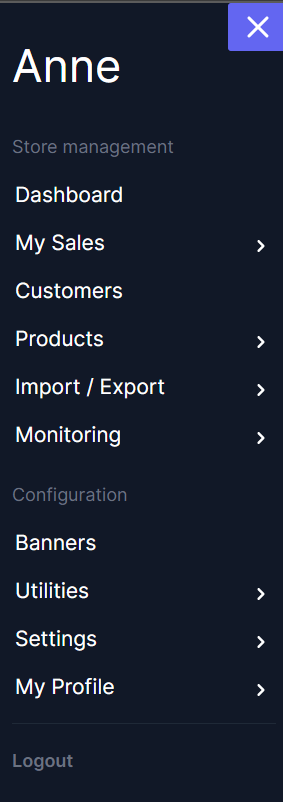 Anne
Store management
Dashboard
My Sales
Customers
Products
Import / Export
Monitoring
Configuration
Banners
Utilities
Settings
My Profile
Logout